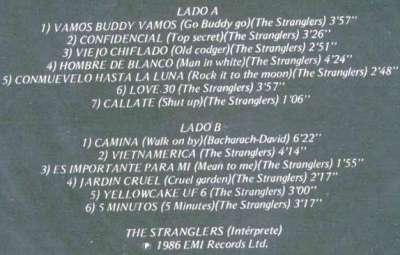 LADO A
1) VAMOS BUDDY VAMOS (Go Buddy go)(The Stranglers) 3'57"
2) CONFIDENCIAL (Top secret)(The Stranglers) 3'26"
3) VIEJO CHIFLADO (Old codger)(The Stranglers) 2'51"
4) HOMBRE DE BLANCO (Man in white)(The Stranglers) 4'24"
5) CONMUEVELO HASTA LA LUNA (Rock it to the moon)(The Stranglers) 2'48"
6) LOVE 30 (The Stranglers) 3'57"
7) CALLATE (Shut up)(The Stranglers) 1'06"
LADO B
1) CAMINA (Walk on by)(Bacharach-David) 6'22"
2) VIETNAMERICA (The Stranglers) 4'14"
3) ES IMPORTANTE PARA MI (Mean to me)(The Stranglers) 1'55"
4) JARDIN CRUEL (Cruel garden)(The Stranglers) 2'17"
5) YELLOWCAKE UF 6 (The Stranglers) 3'00"
6) 5 MINUTOS (5 Minutes)(The Stranglers) 3'17"
THE STRANGLERS (Intérprete)
℗ 1986 EMI Records Ltd.